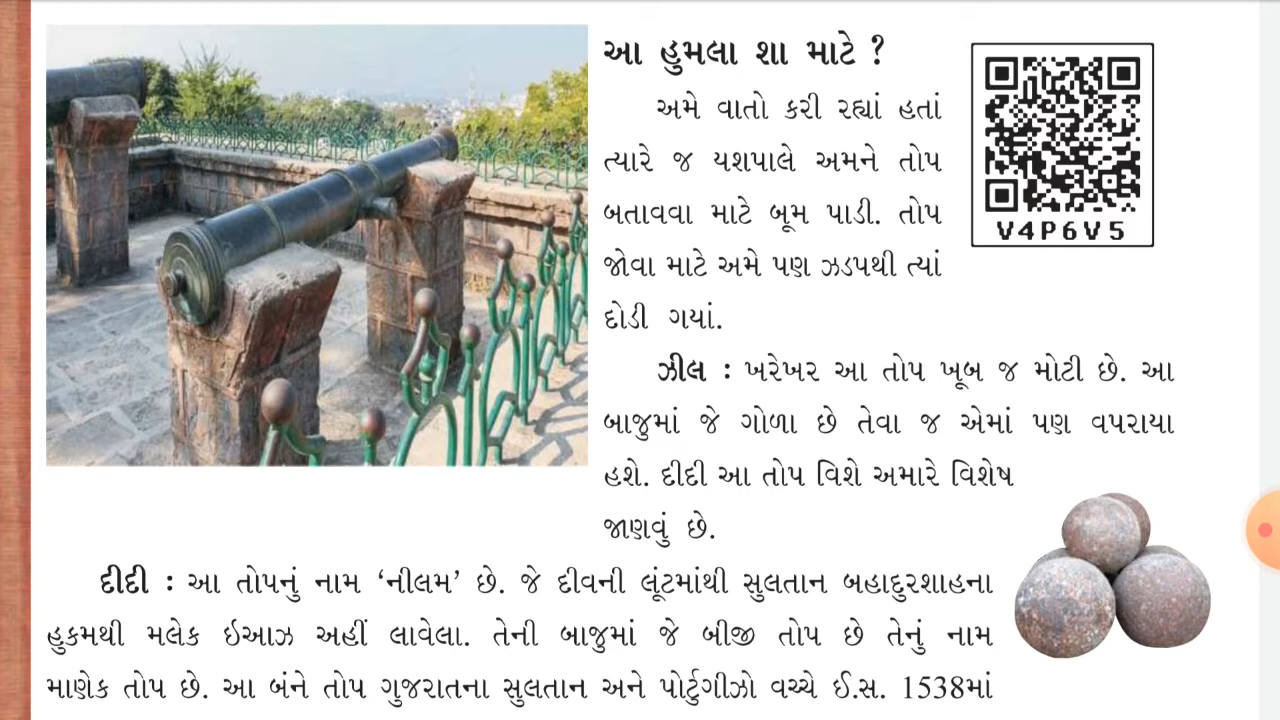 આ હુમલા શા માટે ?
અમે વાતો કરી રહ્યાં હતાં
ત્યારે જ યશપાલે અમને તોપ
બતાવવા માટે બૂમ પાડી. તોપ
જોવા માટે અમે પણ ઝડપથી ત્યાં
દોડી ગયાં.
V4P6V5
ઝીલ : ખરેખર આ તોપ ખૂબ જ મોટી છે. આ
બાજુમાં જે ગોળા છે તેવા જ એમાં પણ વપરાયા
હશે. દીદી આ તોપ વિશે અમારે વિશેષ
જાણવું છે.
દીદી : આ તોપનું નામ ‘નીલમ’ છે. જે દીવની લૂંટમાંથી સુલતાન બહાદુરશાહના
હુકમથી મલેક ઇઆઝ અહીં લાવેલા. તેની બાજુમાં જે બીજી તોપ છે તેનું નામ
માણેક તોપ છે. આ બંને તોપ ગુજરાતના સુલતાન અને પોર્ટુગીઝો વચ્ચે ઈ.સ. 1538માં